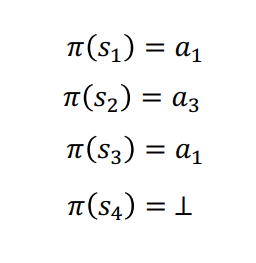 π(s₁) = a₁
π(s₂) = a₃
π(s₃) = a₁
π(s₄) = ⊥